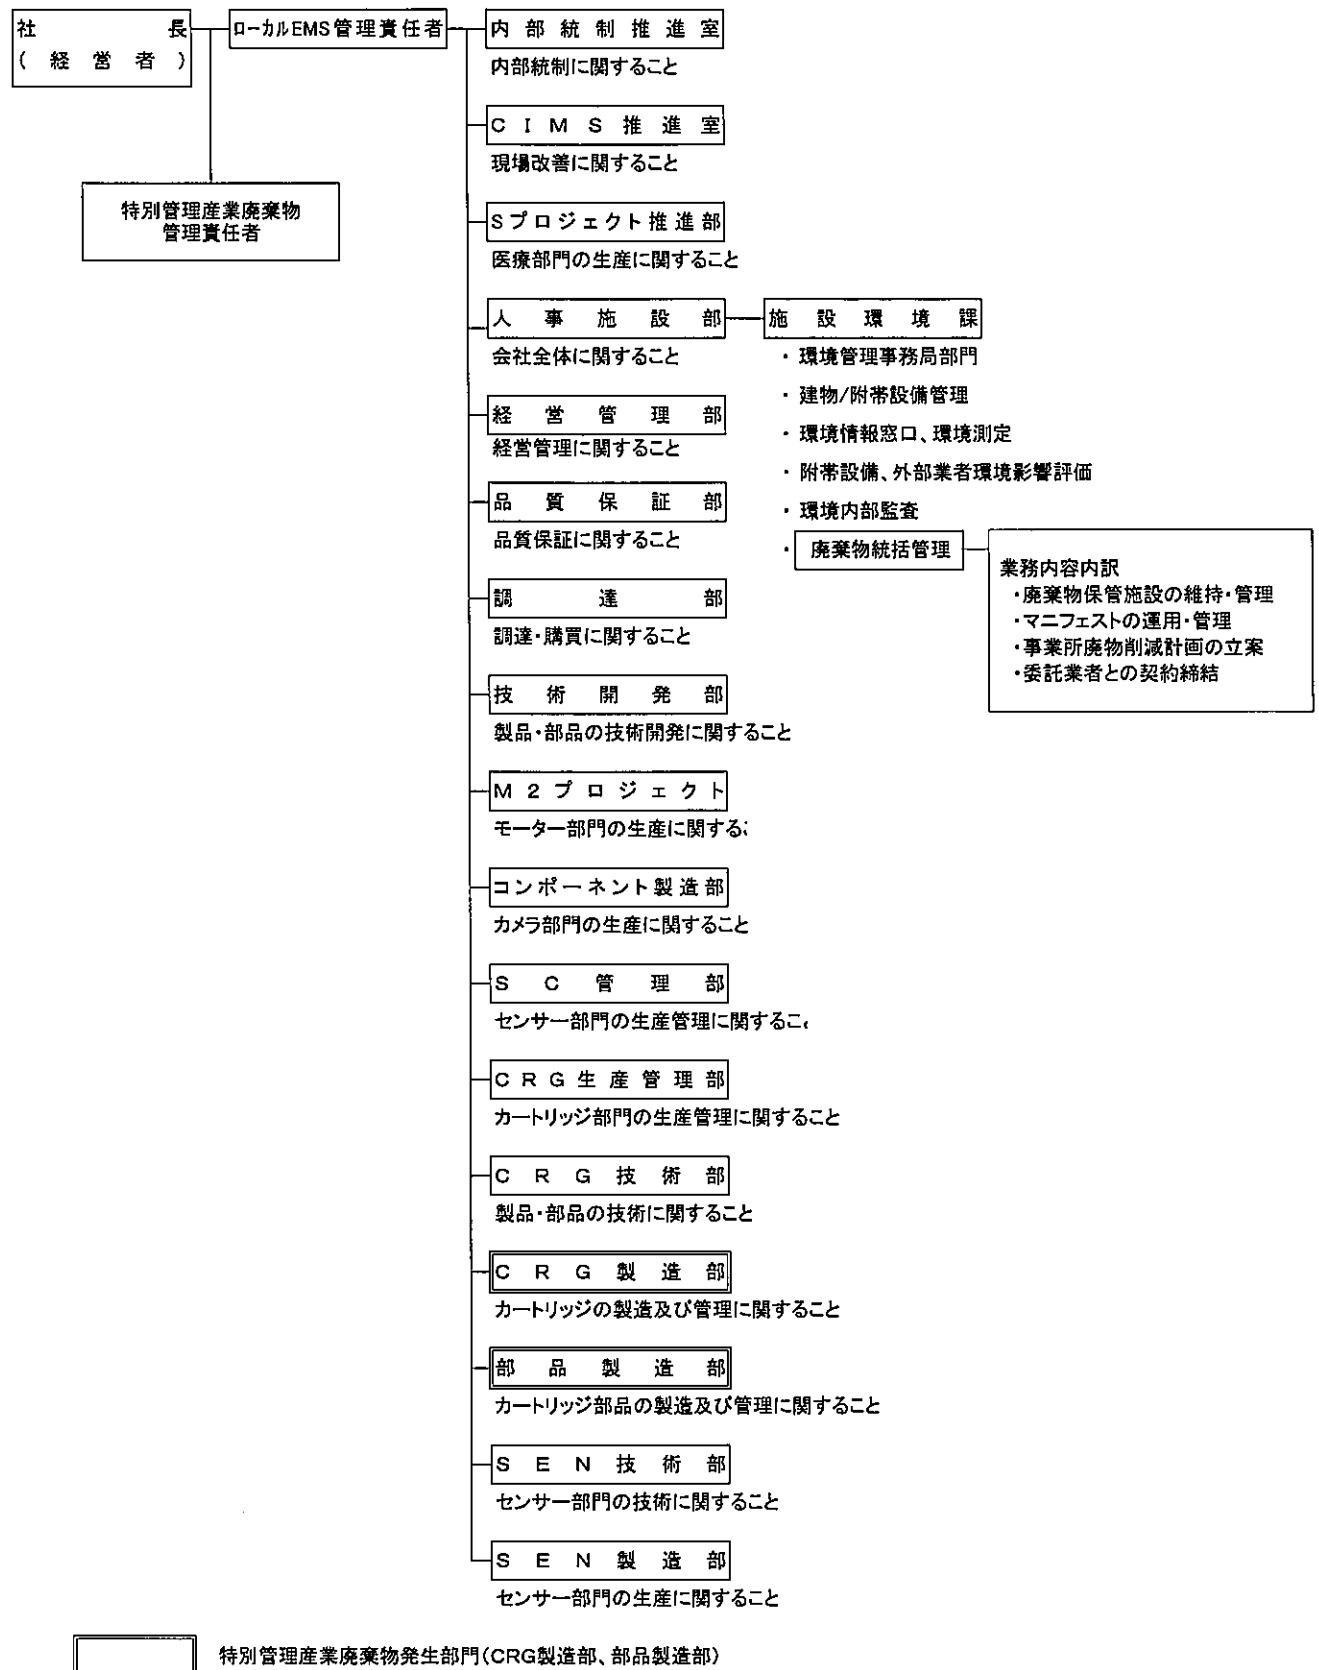 社長
(経営者)
ローカルEMS管理責任者
特別管理産業廃棄物
管理責任者
内部統制推進室
内部統制に関すること
CIMS推進室
現場改善に関すること
Sプロジェクト推進部
医療部門の生産に関すること
人事施設部
会社全体に関すること
施設環境課
・ 環境管理事務局部門
・ 建物/附帯設備管理
・ 環境情報窓口、環境測定
・ 附帯設備、外部業者環境影響評価
・ 環境内部監査
・ 廃棄物統括管理
業務内容内訳
・廃棄物保管施設の維持・管理
・マニフェストの運用・管理
・事業所廃物削減計画の立案
・委託業者との契約締結
経営管理部
経営管理に関すること
品質保証部
品質保証に関すること
調達部
調達・購買に関すること
技術開発部
製品・部品の技術開発に関すること
M2プロジェクト
モーター部門の生産に関する
コンポーネント製造部
カメラ部門の生産に関すること
SC管理部
センサー部門の生産管理に関するこ
CRG生産管理部
カートリッジ部門の生産管理に関すること
CRG技術部
製品・部品の技術に関すること
CRG製造部
カートリッジの製造及び管理に関すること
部品製造部
カートリッジ部品の製造及び管理に関すること
SEN技術部
センサー部門の技術に関すること
SEN製造部
センサー部門の生産に関すること
特別管理産業廃棄物発生部門(CRG製造部、部品製造部)